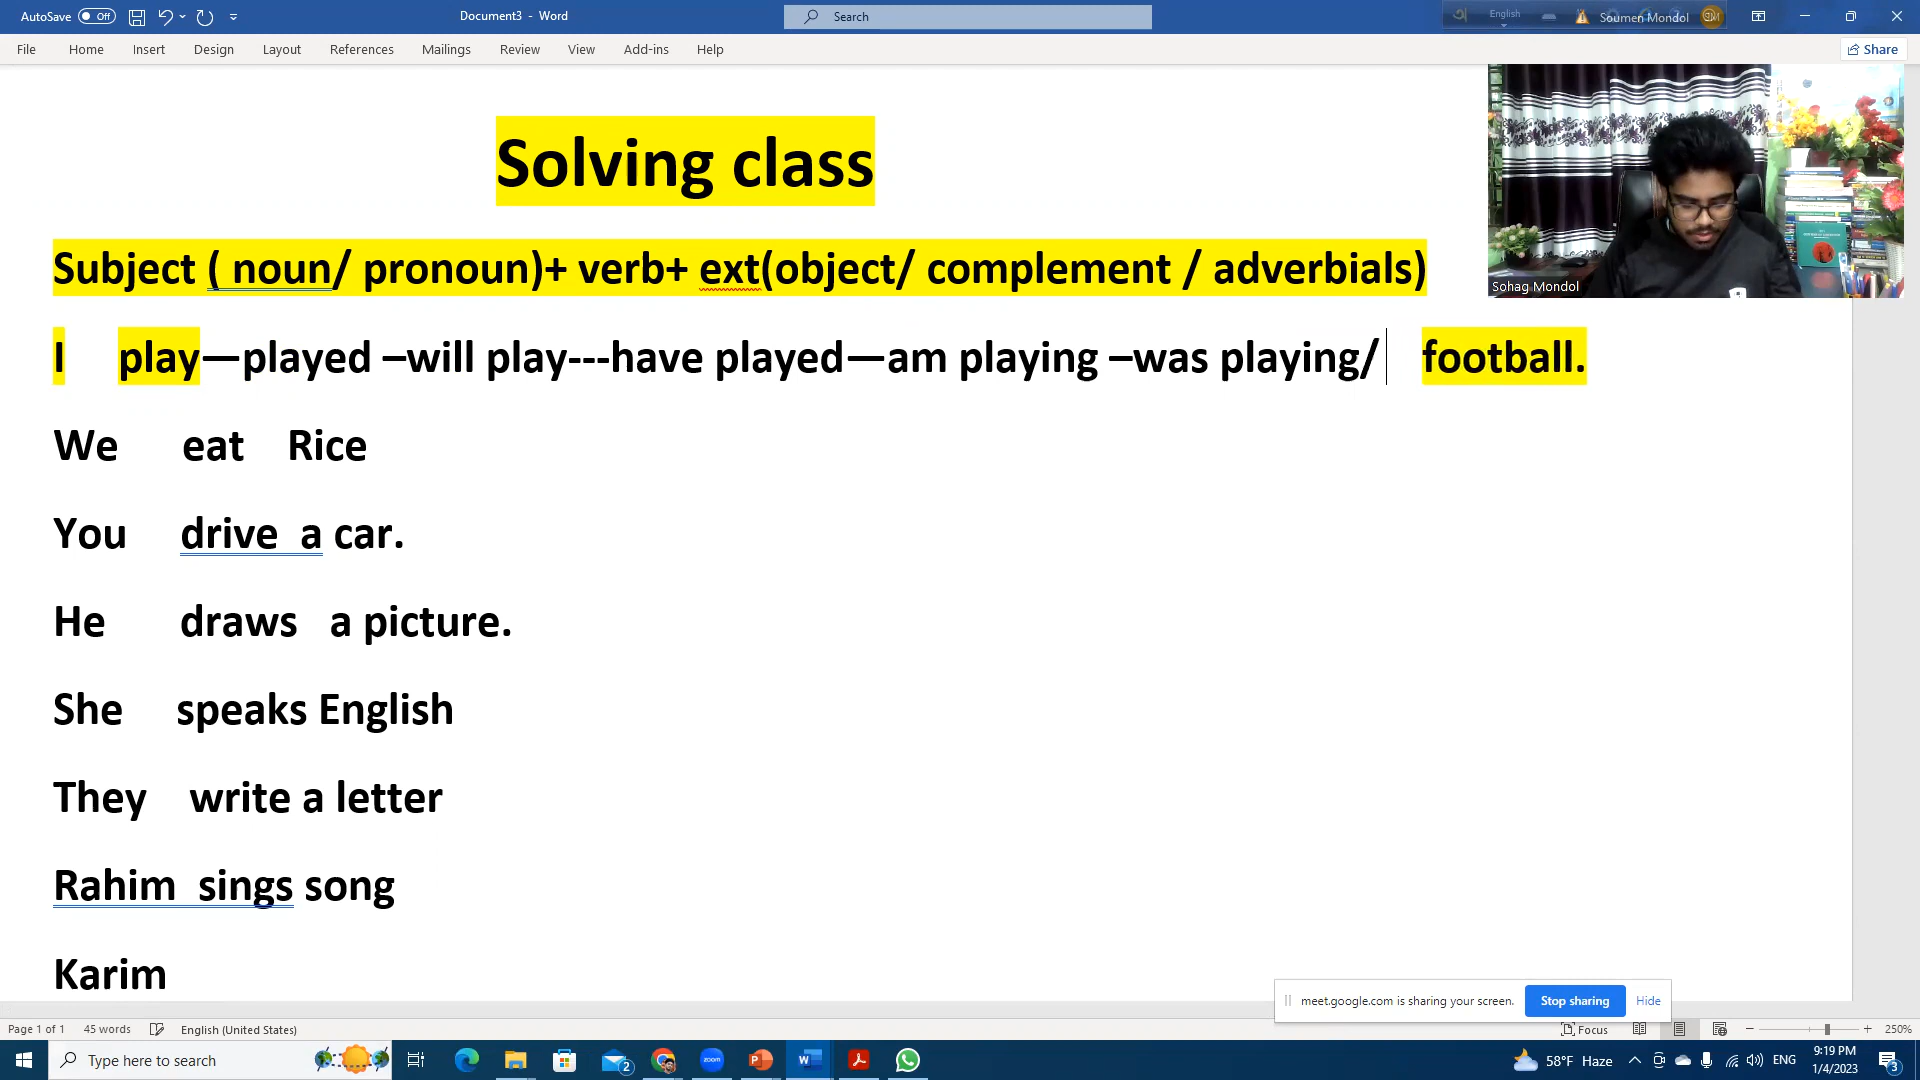 AutoSave Off Document3 - Word Search English Soumen Mondol SM
File Home Insert Design Layout References Mailings Review View Add-ins Help Share
Solving class
Subject ( noun/ pronoun)+ verb+ ext(object/ complement / adverbials)
Sohag Mondol
I play—played –will play---have played—am playing –was playing/ football.
We eat Rice
You drive a car.
He draws a picture.
She speaks English
They write a letter
Rahim sings song
Karim
meet.google.com is sharing your screen. Stop sharing Hide
Page 1 of 1 45 words English (United States) Focus 250%
Type here to search 2 zoom 58°F Haze ENG 9:19 PM 3
1/4/2023